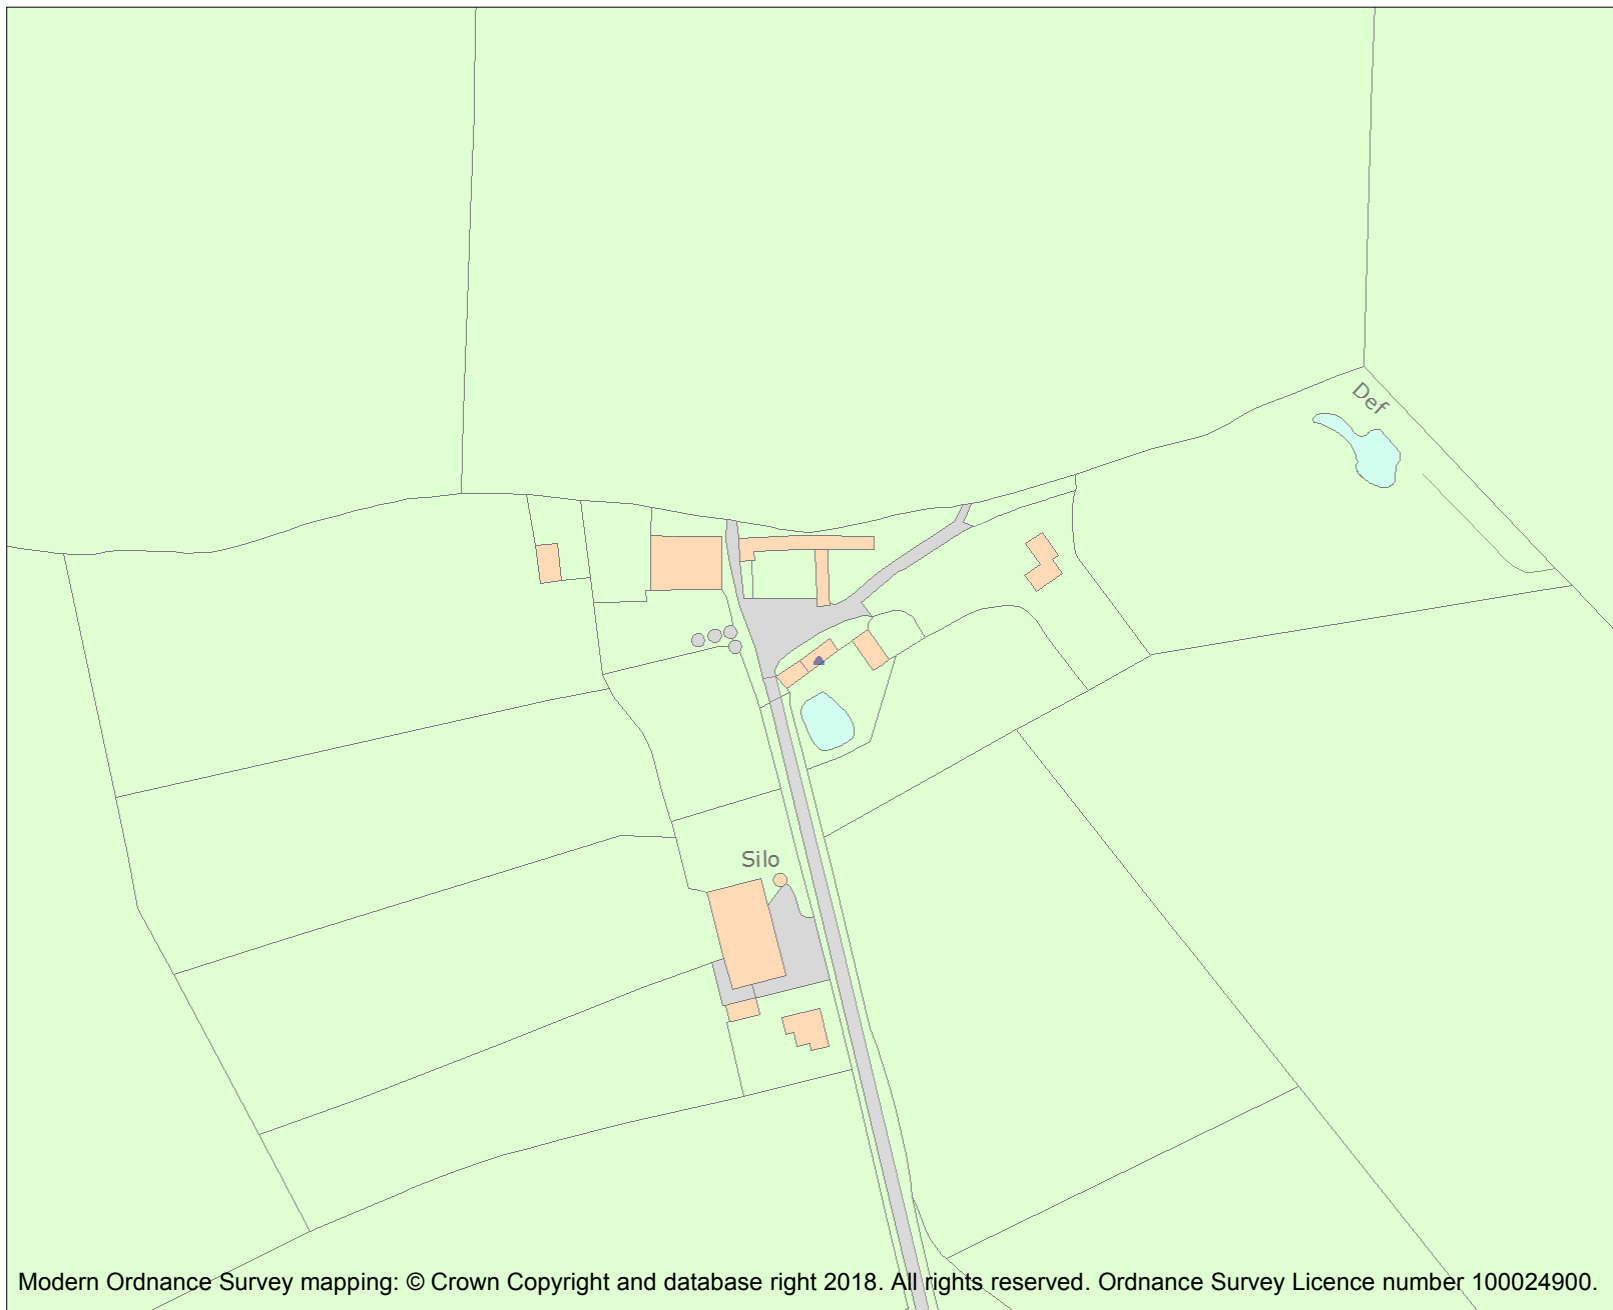 Def
Silo
Modern Ordnance Survey mapping: © Crown Copyright and database right 2018. All rights reserved. Ordnance Survey Licence number 100024900.